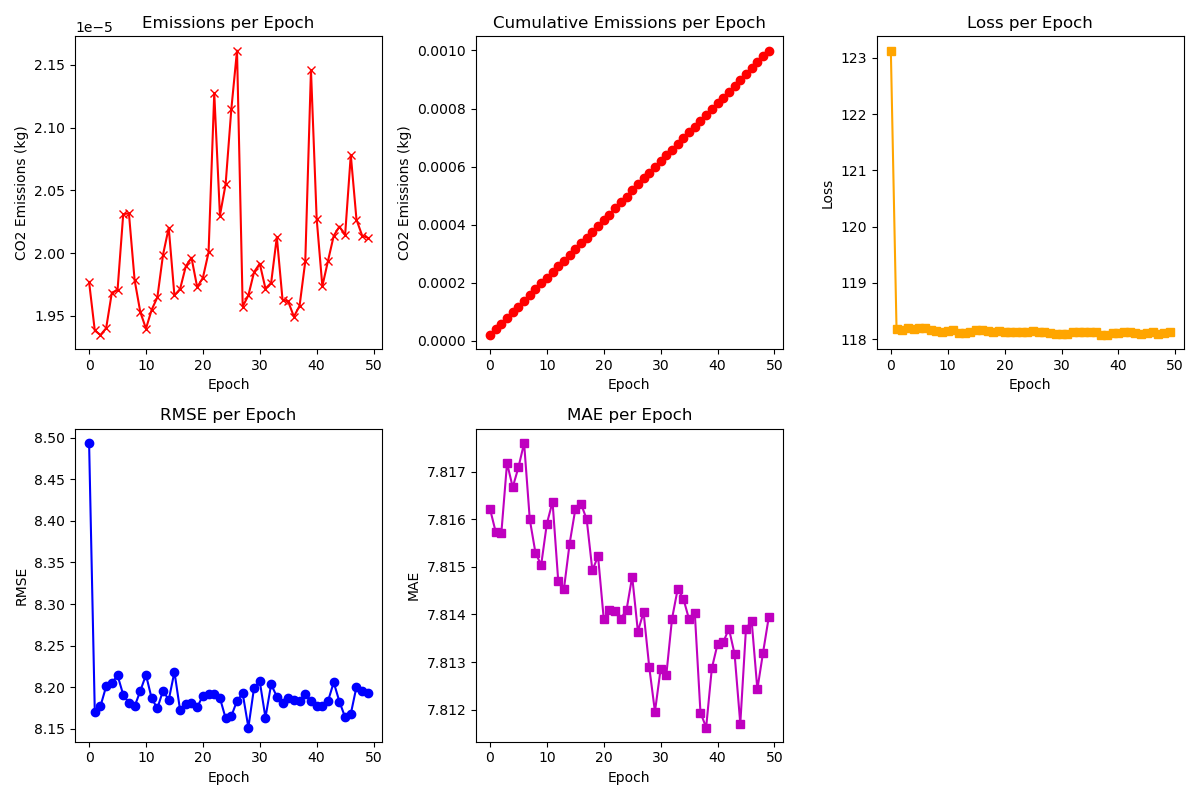 Emissions per Epoch
1e−5
CO2 Emissions (kg)
2.15
2.10
2.05
2.00
1.95
0 10 20 30 40 50
Epoch
Cumulative Emissions per Epoch
CO2 Emissions (kg)
0.0010
0.0008
0.0006
0.0004
0.0002
0.0000
0 10 20 30 40 50
Epoch
Loss per Epoch
Loss
123
122
121
120
119
118
0 10 20 30 40 50
Epoch
RMSE per Epoch
RMSE
8.50
8.45
8.40
8.35
8.30
8.25
8.20
8.15
0 10 20 30 40 50
Epoch
MAE per Epoch
MAE
7.817
7.816
7.815
7.814
7.813
7.812
0 10 20 30 40 50
Epoch